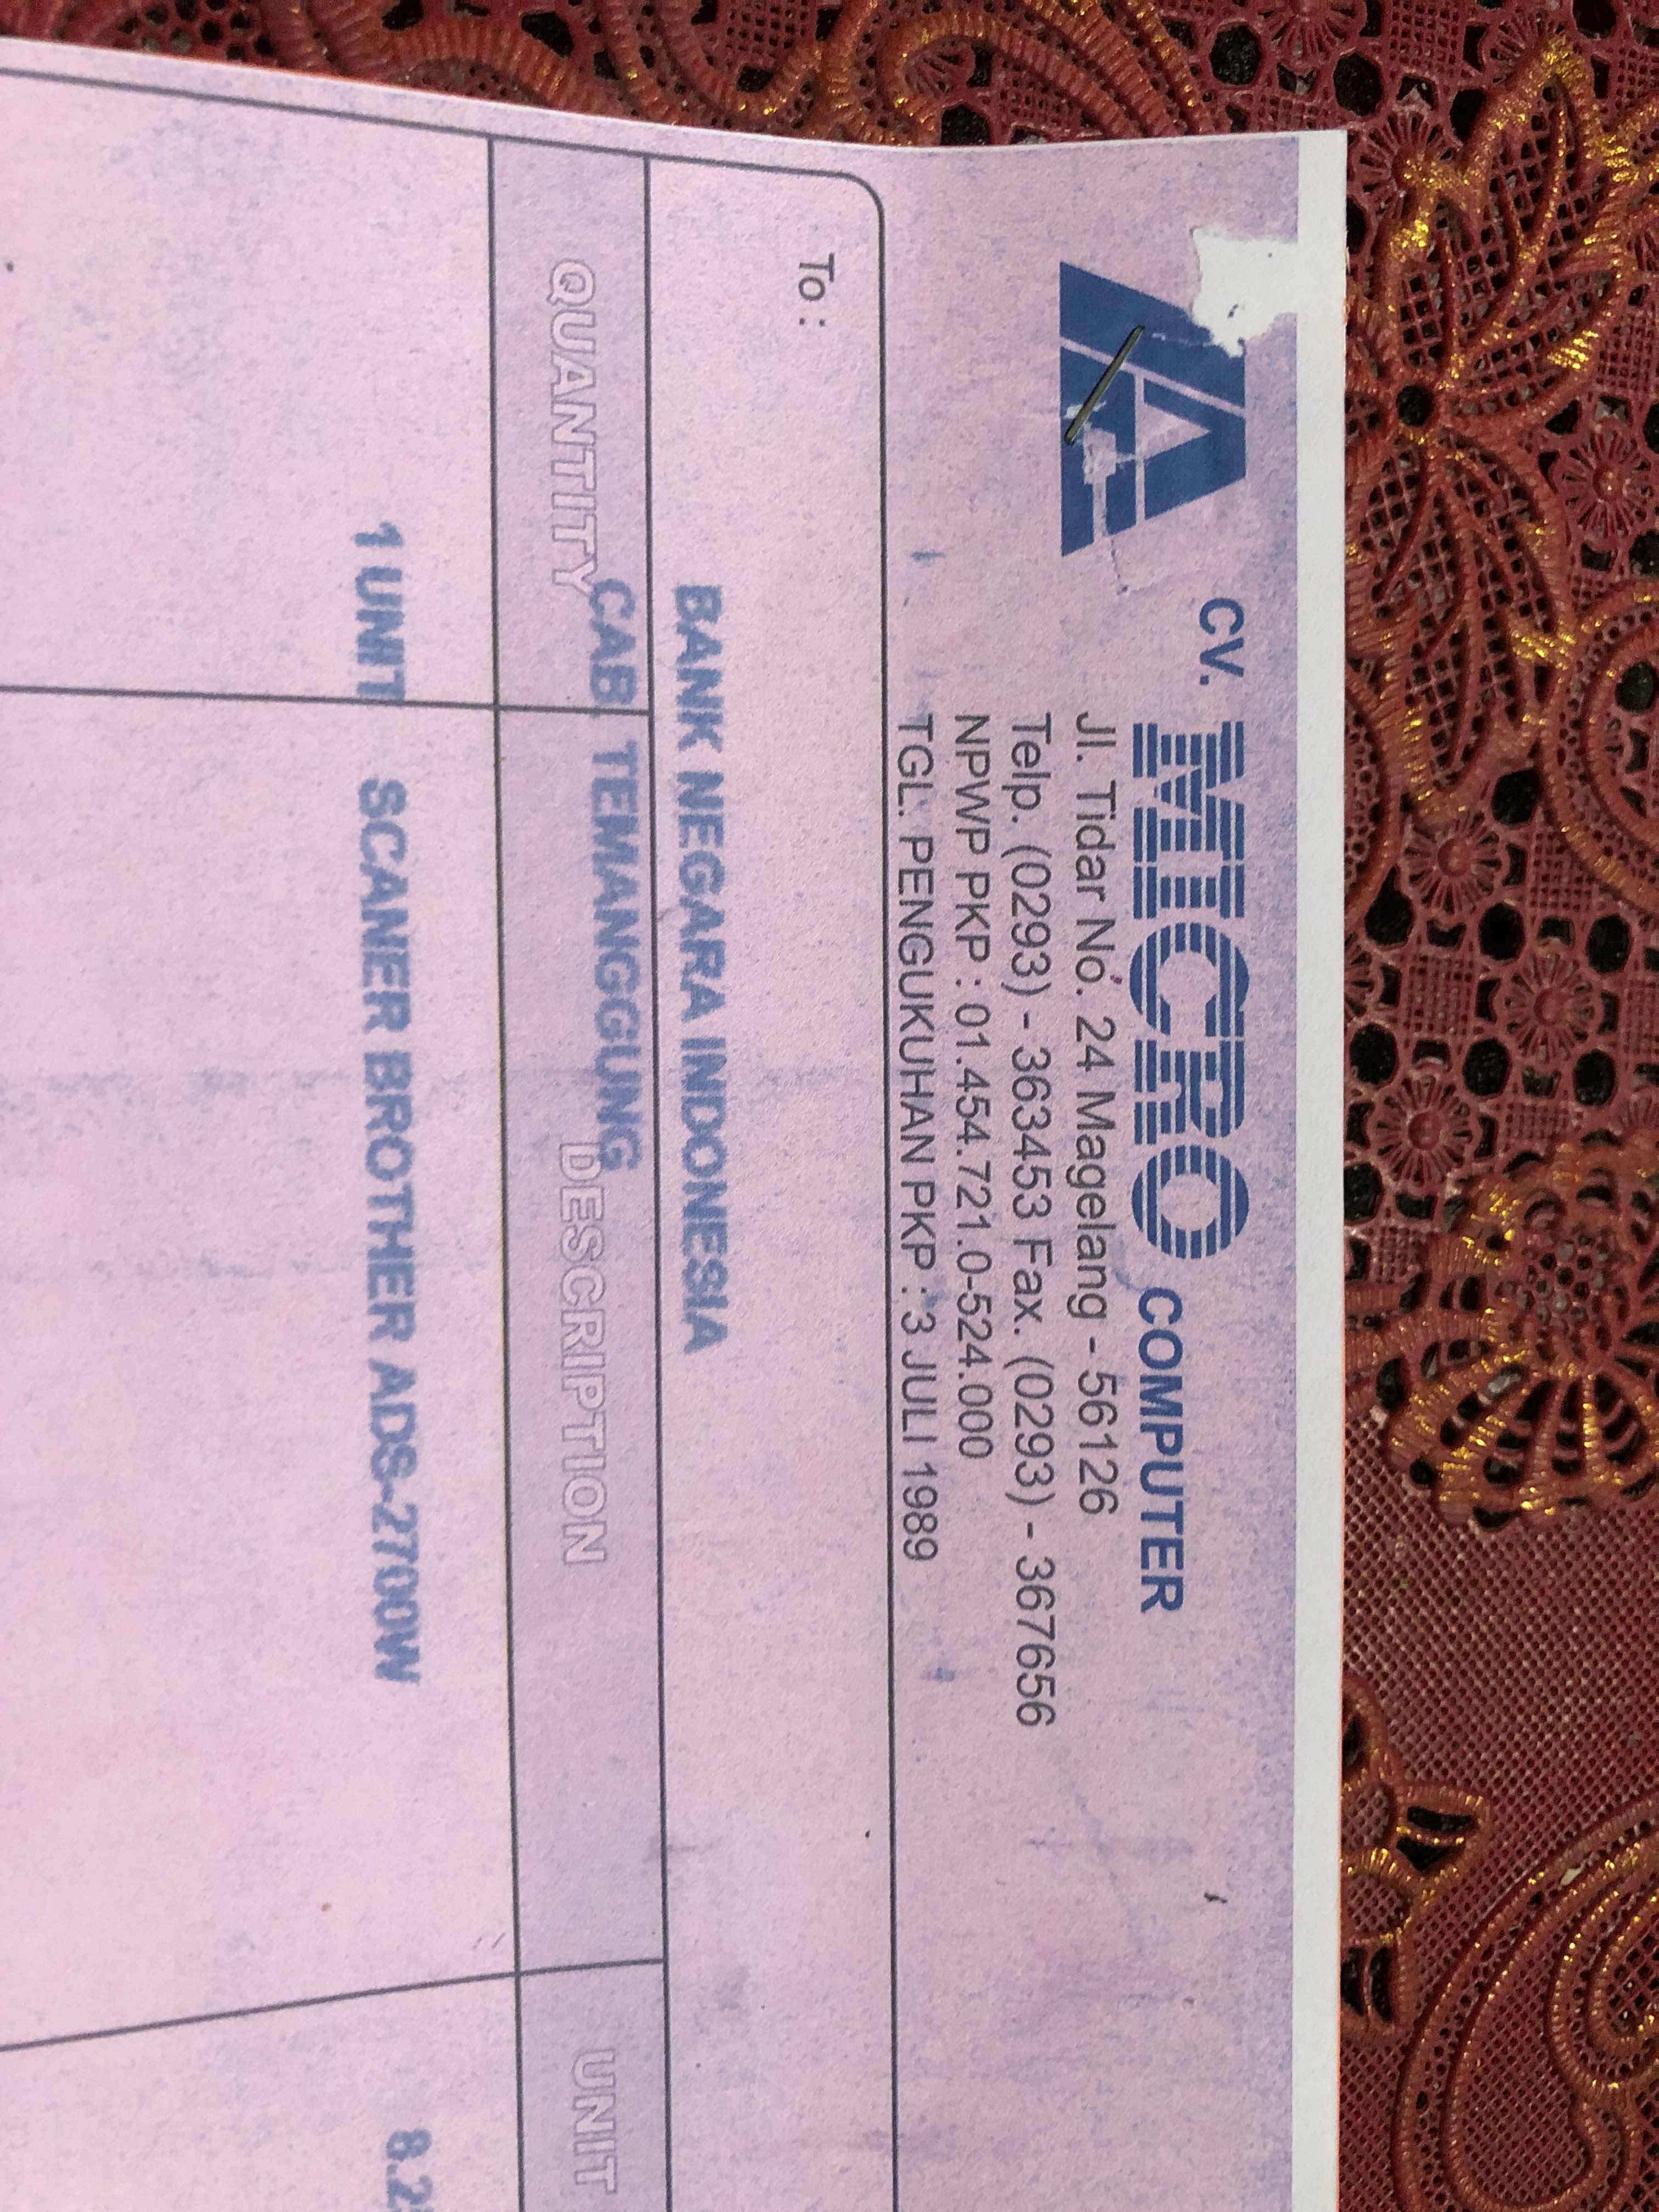 CV. MICRO COMPUTER
Jl. Tidar No. 24 Magelang - 56126
Telp. (0293) - 363453 Fax. (0293) - 367656
NPWP PKP : 01.454.721.0-524.000
TGL. PENGUKUHAN PKP : 3 JULI 1989
To :
BANK NEGARA INDONESIA
CAB. TEMANGGUNG
QUANTITY DESCRIPTION UNIT
1 UNIT SCANER BROTHER ADS-2700W